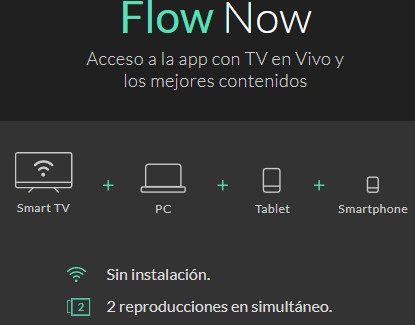 Flow Now
Acceso a la app con TV en Vivo y
los mejores contenidos
+ + +
Smart TV PC Tablet Smartphone
Sin instalación.
2 2 reproducciones en simultáneo.